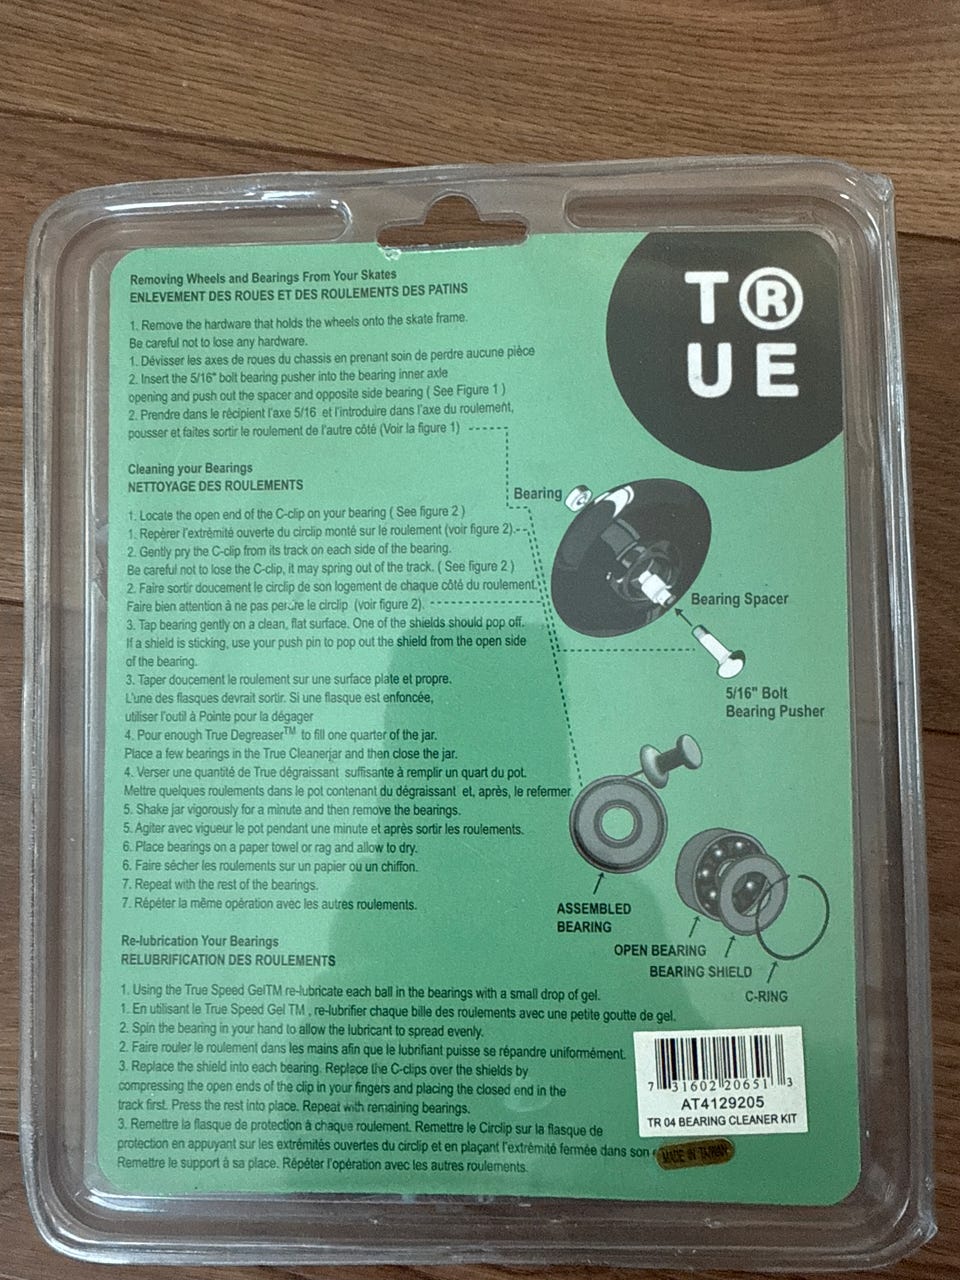 Removing Wheels and Bearings From Your Skates
ENLEVEMENT DES ROUES ET DES ROULEMENTS DES PATINS
T®
UE
1. Remove the hardware that holds the wheels onto the skate frame.
Be careful not to lose any hardware.
1. Dévisser les axes de roues du chassis en prenant soin de perdre aucune pièce
2. Insert the 5/16" bolt bearing pusher into the bearing inner axle
opening and push out the spacer and opposite side bearing ( See Figure 1 )
2. Prendre dans le récipient l'axe 5/16 et l'introduire dans l'axe du roulement,
pousser et faites sortir le roulement de l'autre côté (Voir la figure 1)
Cleaning your Bearings
NETTOYAGE DES ROULEMENTS
1. Locate the open end of the C-clip on your bearing ( See figure 2 )
1. Repérer l'extrêmité ouverte du circlip monté sur le roulement (voir figure 2).
2. Gently pry the C-clip from its track on each side of the bearing.
Be careful not to lose the C-clip, it may spring out of the track. ( See figure 2 )
2. Faire sortir doucement le circlip de son logement de chaque côté du roulement.
Faire bien attention à ne pas perdre le circlip (voir figure 2).
3. Tap bearing gently on a clean, flat surface. One of the shields should pop off.
If a shield is sticking, use your push pin to pop out the shield from the open side
of the bearing.
3. Taper doucement le roulement sur une surface plate et propre.
L'une des flasques devrait sortir. Si une flasque est enfoncée,
utiliser l'outil à Pointe pour la dégager
4. Pour enough True Degreaser™ to fill one quarter of the jar.
Place a few bearings in the True Cleanerjar and then close the jar.
4. Verser une quantité de True dégraissant suffisante à remplir un quart du pot.
Mettre quelques roulements dans le pot contenant du dégraissant et, après, le refermer.
5. Shake jar vigorously for a minute and then remove the bearings.
5. Agiter avec vigueur le pot pendant une minute et après sortir les roulements.
6. Place bearings on a paper towel or rag and allow to dry.
6. Faire sécher les roulements sur un papier ou un chiffon.
7. Repeat with the rest of the bearings.
7. Répéter la même opération avec les autres roulements.
Bearing
Bearing Spacer
5/16" Bolt
Bearing Pusher
ASSEMBLED
BEARING
OPEN BEARING
BEARING SHIELD
C-RING
Re-lubrication Your Bearings
RELUBRIFICATION DES ROULEMENTS
1. Using the True Speed GelTM re-lubricate each ball in the bearings with a small drop of gel.
1. En utilisant le True Speed Gel TM , re-lubrifier chaque bille des roulements avec une petite goutte de gel.
2. Spin the bearing in your hand to allow the lubricant to spread evenly.
2. Faire rouler le roulement dans les mains afin que le lubrifiant puisse se répandre uniformément.
3. Replace the shield into each bearing. Replace the C-clips over the shields by
compressing the open ends of the clip in your fingers and placing the closed end in the
track first. Press the rest into place. Repeat with remaining bearings.
3. Remettre la flasque de protection à chaque roulement. Remettre le Circlip sur la flasque de
protection en appuyant sur les extrémités ouvertes du circlip et en plaçant l'extrémité fermée dans son
Remettre le support à sa place. Répéter l'opération avec les autres roulements.
7 31602 20651 3
AT4129205
TR 04 BEARING CLEANER KIT
MADE IN TAIWAN